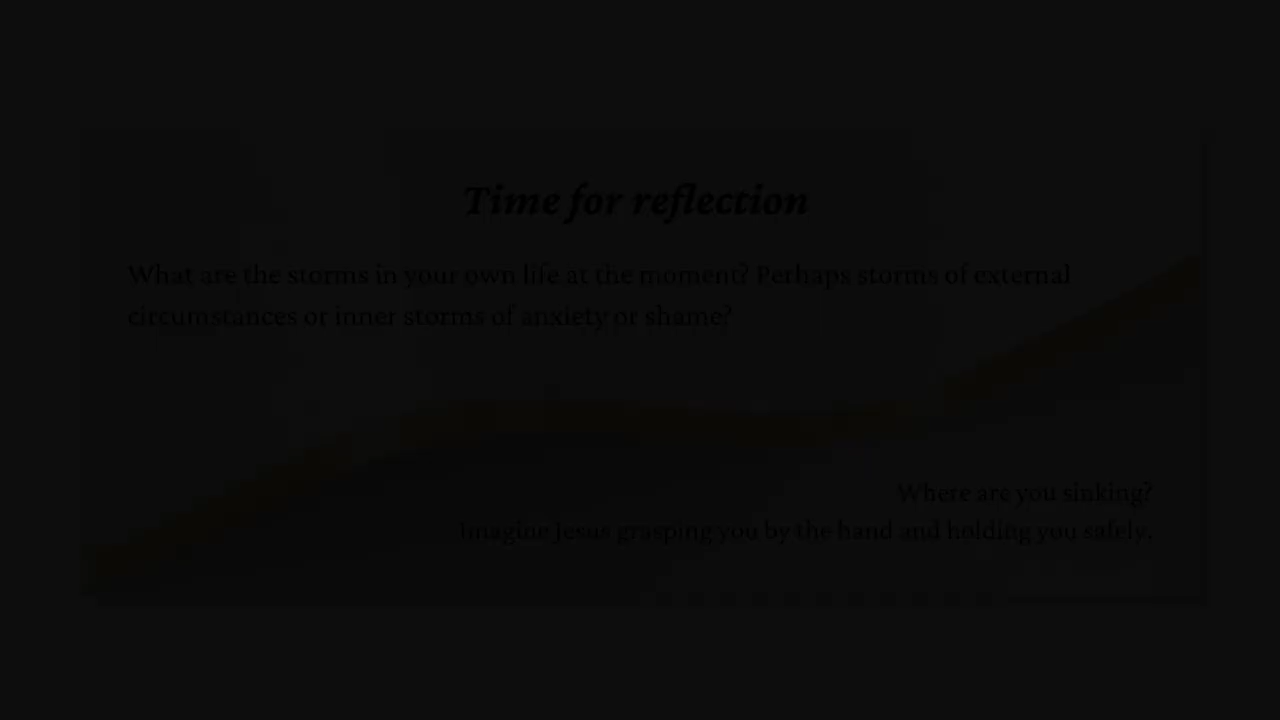 Time for reflection
What are the storms in your own life at the moment? Perhaps storms of external
circumstances or inner storms of anxiety or shame?
Where are you sinking?
Imagine Jesus grasping you by the hand and holding you safely.